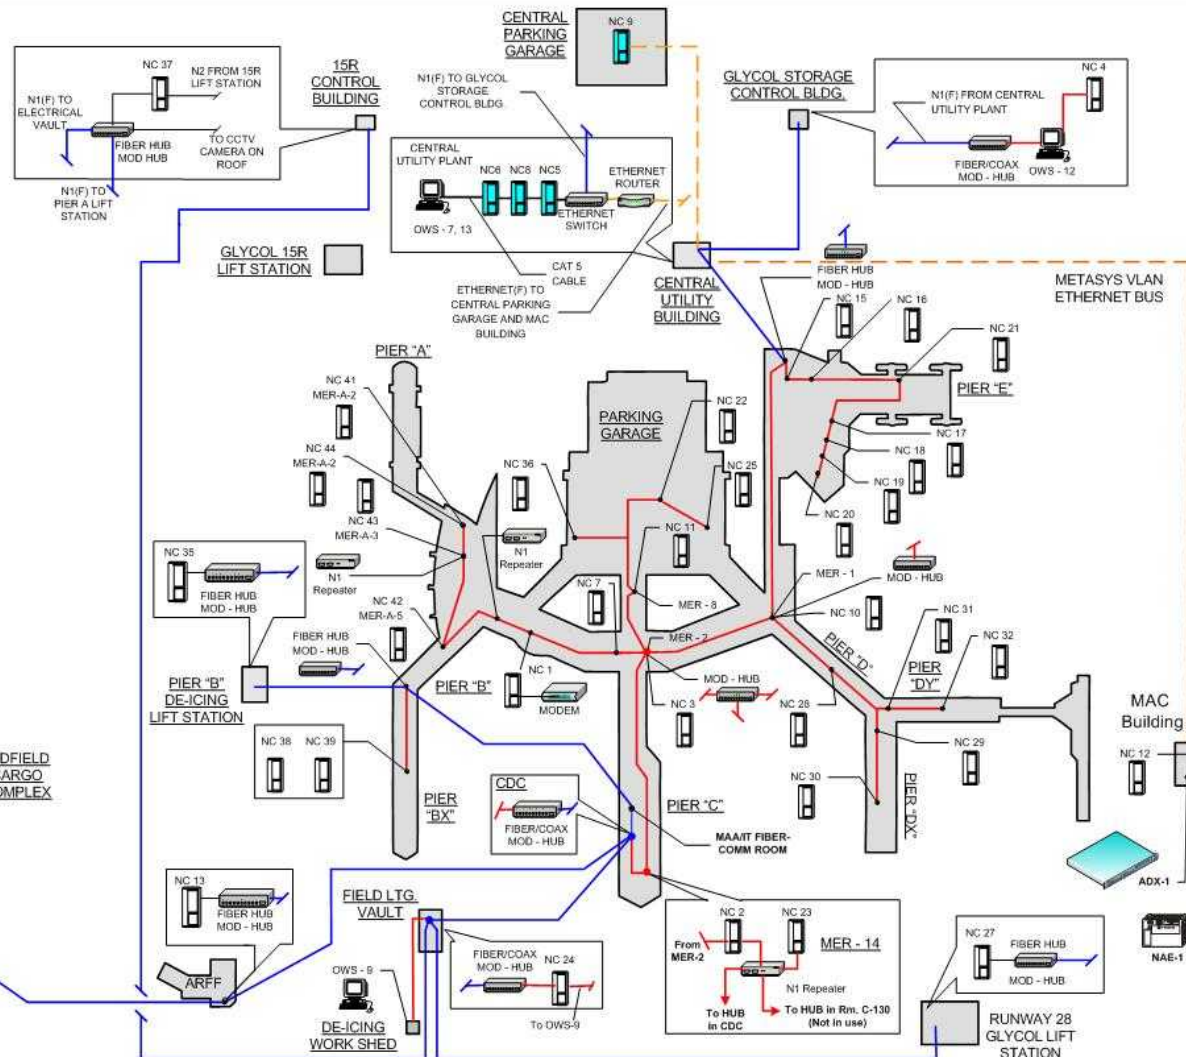 CENTRAL
PARKING
GARAGE
NC 9
NC 37
N2 FROM 15R
LIFT STATION
N1(F) TO
ELECTRICAL
VAULT
FIBER HUB
MOD HUB
TO CCTV
CAMERA ON
ROOF
N1(F) TO
PIER A LIFT
STATION
15R
CONTROL
BUILDING
N1(F) TO GLYCOL
STORAGE
CONTROL BLDG.
GLYCOL STORAGE
CONTROL BLDG.
NC 4
N1(F) FROM CENTRAL
UTILITY PLANT
FIBER/COAX
MOD - HUB
OWS - 12
CENTRAL
UTILITY PLANT
NC6
NC8
NC5
ETHERNET
ROUTER
ETHERNET
SWITCH
OWS - 7, 13
CAT 5
CABLE
ETHERNET(F) TO
CENTRAL PARKING
GARAGE AND MAC
BUILDING
GLYCOL 15R
LIFT STATION
CENTRAL
UTILITY
BUILDING
FIBER HUB
MOD - HUB
METASYS VLAN
ETHERNET BUS
NC 15
NC 16
NC 21
PIER "E"
PIER "A"
NC 41
MER-A-2
NC 44
MER-A-2
NC 43
MER-A-3
NC 36
PARKING
GARAGE
NC 22
NC 25
NC 17
NC 18
NC 19
NC 20
NC 11
N1
Repeater
N1
Repeater
NC 35
FIBER HUB
MOD - HUB
NC 42
MER-A-5
NC 7
MER - 8
MER - 1
MOD - HUB
NC 10
NC 31
NC 32
MER - 2
FIBER HUB
MOD - HUB
PIER "B"
DE-ICING
LIFT STATION
PIER "B"
NC 1
MODEM
MOD - HUB
NC 3
NC 28
PIER "D"
PIER
"DY"
MAC
Building
NC 12
NC 29
NC 30
PIER "DX"
NC 38
NC 39
PIER
"BX"
CDC
FIBER/COAX
MOD - HUB
PIER "C"
MAA/IT FIBER-
COMM ROOM
DFIELD
CARGO
OMPLEX
ADX-1
NC 13
FIBER HUB
MOD - HUB
ARFF
FIELD LTG.
VAULT
FIBER/COAX
MOD - HUB
NC 24
To OWS-9
OWS - 9
DE-ICING
WORK SHED
NC 2
NC 23
From
MER-2
MER - 14
N1 Repeater
To HUB
in CDC
To HUB in Rm. C-130
(Not in use)
NC 27
FIBER HUB
MOD - HUB
NAE-1
RUNWAY 28
GLYCOL LIFT
STATION